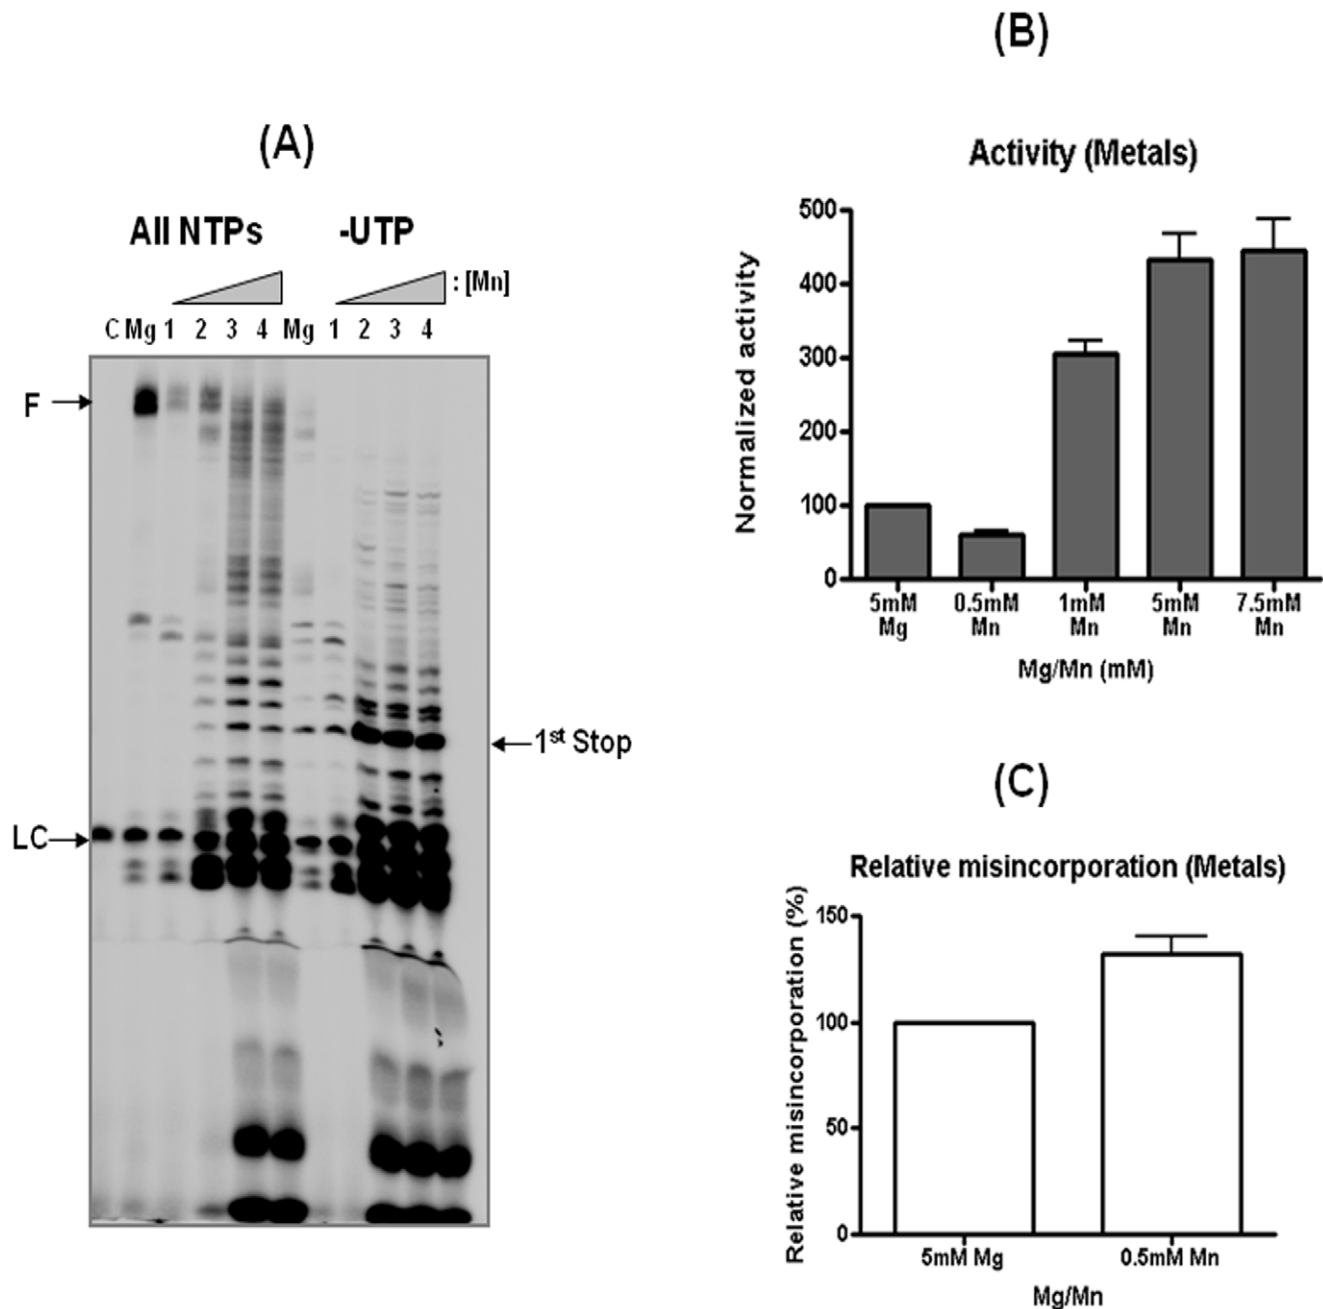 (A)
All NTPs -UTP
: [Mn]
C Mg 1 2 3 4 Mg 1 2 3 4
F
1st Stop
LC
(B)
Activity (Metals)
Normalized activity
500
400
300
200
100
0
5mM Mg
0.5mM Mn
1mM Mn
5mM Mn
7.5mM Mn
Mg/Mn (mM)
(C)
Relative misincorporation (Metals)
Relative misincorporation (%)
150
100
50
0
5mM Mg
0.5mM Mn
Mg/Mn